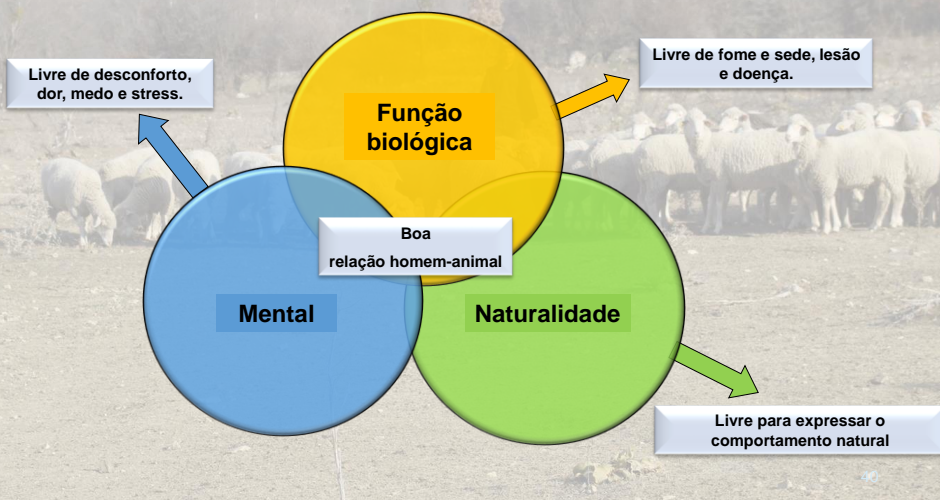 Livre de fome e sede, lesão
e doença.
Livre de desconforto,
dor, medo e stress.
Função
biológica
Boa
relação homem-animal
Mental
Naturalidade
Livre para expressar o
comportamento natural